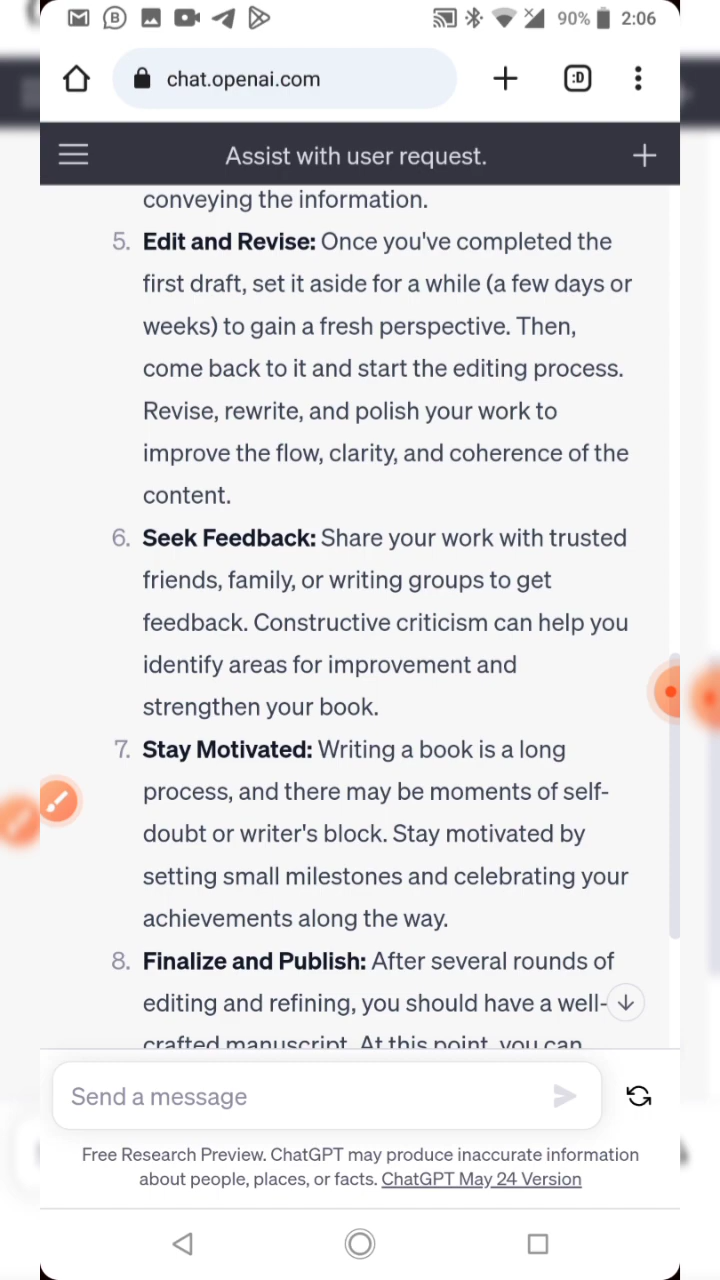 90% 2:06
chat.openai.com
:D
Assist with user request.
conveying the information.
5. Edit and Revise: Once you've completed the
first draft, set it aside for a while (a few days or
weeks) to gain a fresh perspective. Then,
come back to it and start the editing process.
Revise, rewrite, and polish your work to
improve the flow, clarity, and coherence of the
content.
6. Seek Feedback: Share your work with trusted
friends, family, or writing groups to get
feedback. Constructive criticism can help you
identify areas for improvement and
strengthen your book.
7. Stay Motivated: Writing a book is a long
process, and there may be moments of self-
doubt or writer's block. Stay motivated by
setting small milestones and celebrating your
achievements along the way.
8. Finalize and Publish: After several rounds of
editing and refining, you should have a well-
crafted manuscript. At this point, you can
Send a message
Free Research Preview. ChatGPT may produce inaccurate information
about people, places, or facts. ChatGPT May 24 Version